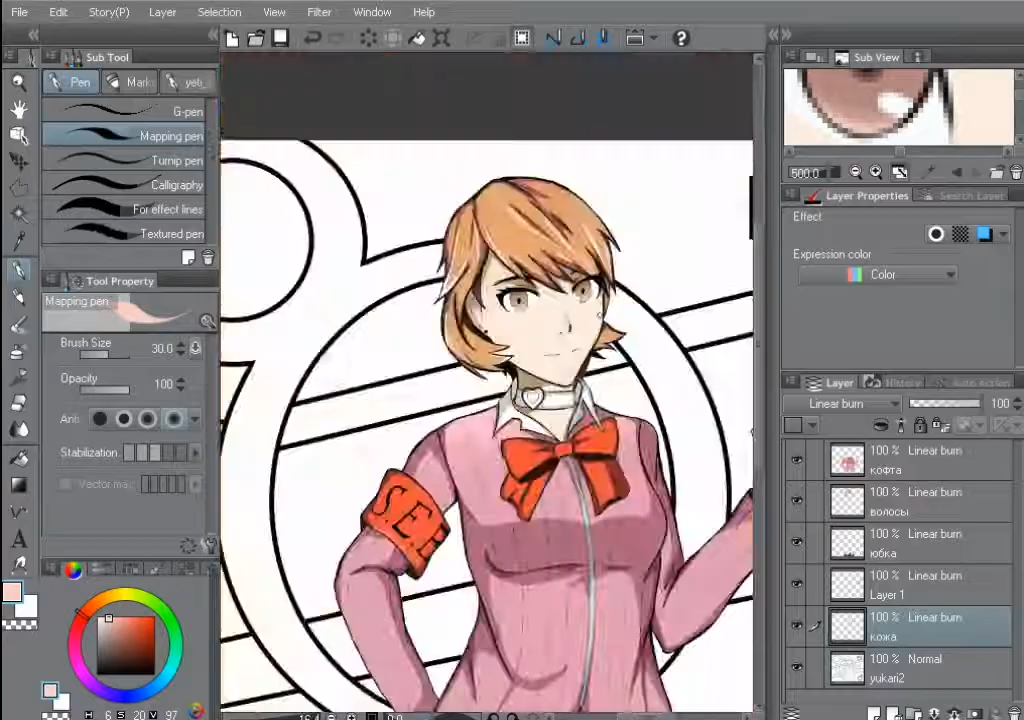 File Edit Story(P) Layer Selection View Filter Window Help
Sub Tool
Pen Mark
G-pen
Mapping pen
Turnip pen
Calligraphy
For effect lines
Textured pen
Tool Property
Mapping pen
Brush Size 30.0
Opacity 100
Anti
Stabilization
Vector ma
H 6 S 20 V 97
SEE
Sub View
500.0
Layer Properties Search Layer
Effect
Expression color
Color
Layer History Auto Action
Linear burn 100
100 % Linear burn
кофта
100 % Linear burn
волосы
100 % Linear burn
юбка
100 % Linear burn
Layer 1
100 % Linear burn
кожа
100 % Normal
yukari2